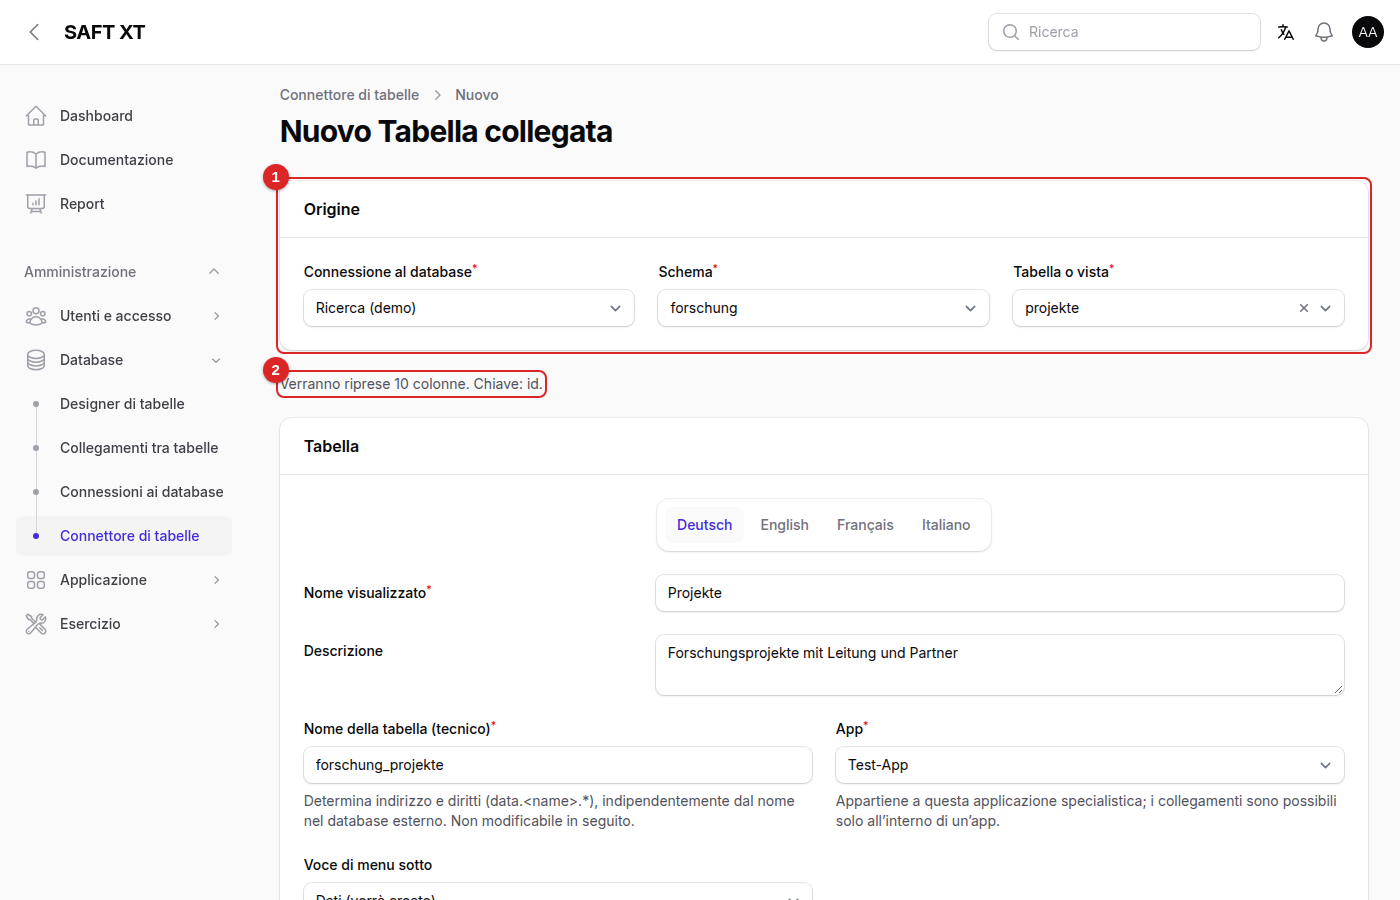 SAFT XT
Ricerca
AA
Dashboard
Documentazione
Report
Amministrazione
Utenti e accesso
Database
Designer di tabelle
Collegamenti tra tabelle
Connessioni ai database
Connettore di tabelle
Applicazione
Esercizio
Connettore di tabelle > Nuovo
Nuovo Tabella collegata
1
Origine
Connessione al database* Schema* Tabella o vista*
Ricerca (demo) forschung projekte
2
Verranno riprese 10 colonne. Chiave: id.
Tabella
Deutsch English Français Italiano
Nome visualizzato* Projekte
Descrizione Forschungsprojekte mit Leitung und Partner
Nome della tabella (tecnico)* App*
forschung_projekte Test-App
Determina indirizzo e diritti (data.<name>.*), indipendentemente dal nome
nel database esterno. Non modificabile in seguito.
Appartiene a questa applicazione specialistica; i collegamenti sono possibili
solo all’interno di un’app.
Voce di menu sotto
Dati (verrà creato)